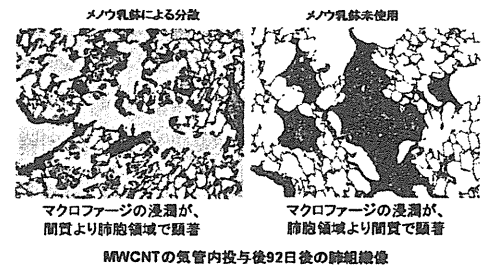 メノウ乳鉢による分散
メノウ乳鉢未使用
マクロファージの浸潤が、
間質より肺胞領域で顕著
マクロファージの浸潤が、
肺胞領域より間質で顕著
MWCNTの気管内投与後92日後の肺組織像